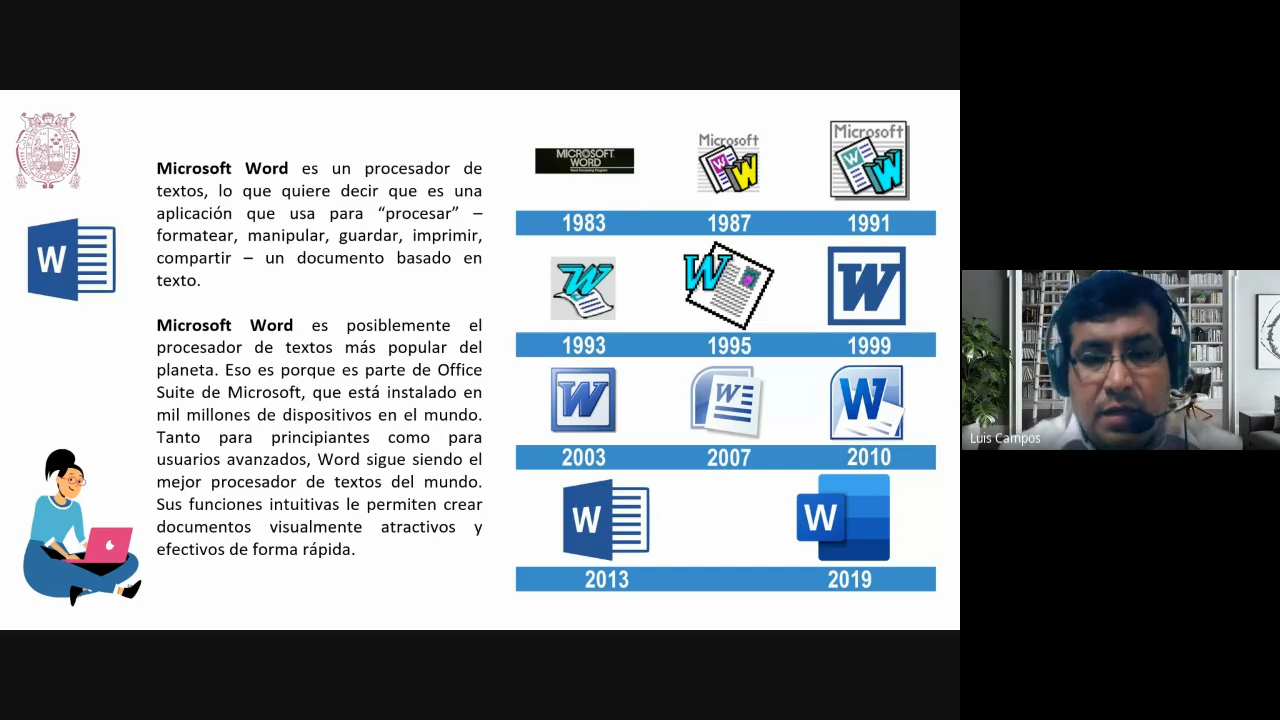 Microsoft Word es un procesador de
textos, lo que quiere decir que es una
aplicación que usa para “procesar” –
formatear, manipular, guardar, imprimir,
compartir – un documento basado en
texto.
Microsoft Word es posiblemente el
procesador de textos más popular del
planeta. Eso es porque es parte de Office
Suite de Microsoft, que está instalado en
mil millones de dispositivos en el mundo.
Tanto para principiantes como para
usuarios avanzados, Word sigue siendo el
mejor procesador de textos del mundo.
Sus funciones intuitivas le permiten crear
documentos visualmente atractivos y
efectivos de forma rápida.
W
MICROSOFT
WORD
Microsoft
W W
Microsoft
W W
1983 1987 1991
W W W
1993 1995 1999
W W W
2003 2007 2010
W W
2013 2019
Luis Campos